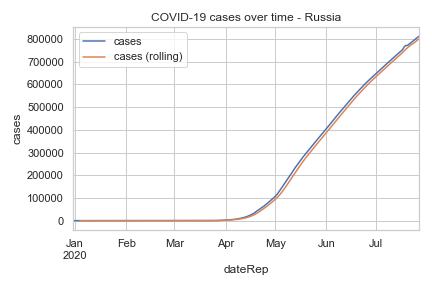 COVID-19 cases over time - Russia
cases
cases (rolling)
800000
700000
600000
500000
400000
300000
200000
100000
0
cases
Jan Feb Mar Apr May Jun Jul
2020
dateRep